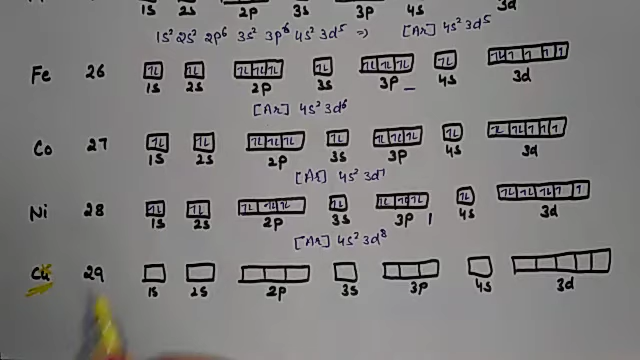 1S 2S 2p 3S 3p 4S 3d
1S² 2S² 2p⁶ 3S² 3p⁶ 4S² 3d⁵ ⇒ [Ar] 4S² 3d⁵
Fe 26
1S 2S 2p 3S 3p 4S 3d
[Ar] 4S² 3d⁶
Co 27
1S 2S 2p 3S 3p 4S 3d
[Ar] 4S² 3d⁷
Ni 28
1S 2S 2p 3S 3p 4S 3d
[Ar] 4S² 3d⁸
Cu 29
1S 2S 2p 3S 3p 4S 3d